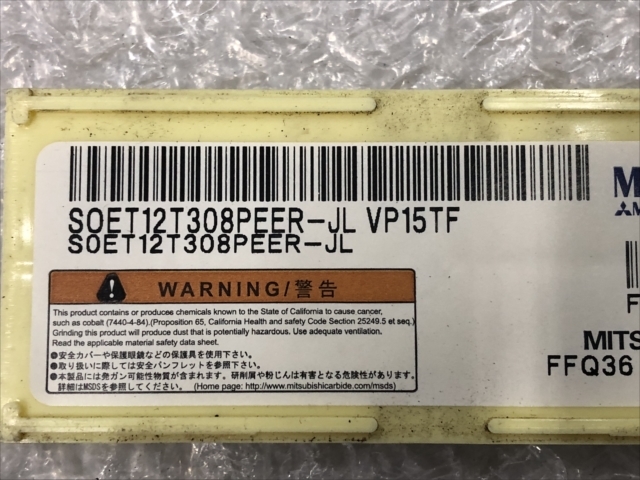 SOET12T308PEER-JL VP15TF
SOET12T308PEER-JL
WARNING/警告
This product contains or produces chemicals known to the State of California to cause cancer,
such as cobalt (7440-4-84).(Proposition 65, California Health and safety Code Section 25249.5 et seq.)
Grinding this product will produce dust that is potentially hazardous. Use adequate ventilation.
Read the applicable material safety data sheet.
●安全カバーや保護眼鏡などの保護具を使用下さい。
●取り扱いに際しては安全パンフレットを参照下さい。
●本製品には発ガン可能性物質が含まれます。研削屑や粉じんは有害となる危険性があります。
詳細はMSDSを参照してください。 (Home page: http://www.mitsubishicarbide.com/msds)
M
M
F
MITS
FFQ36